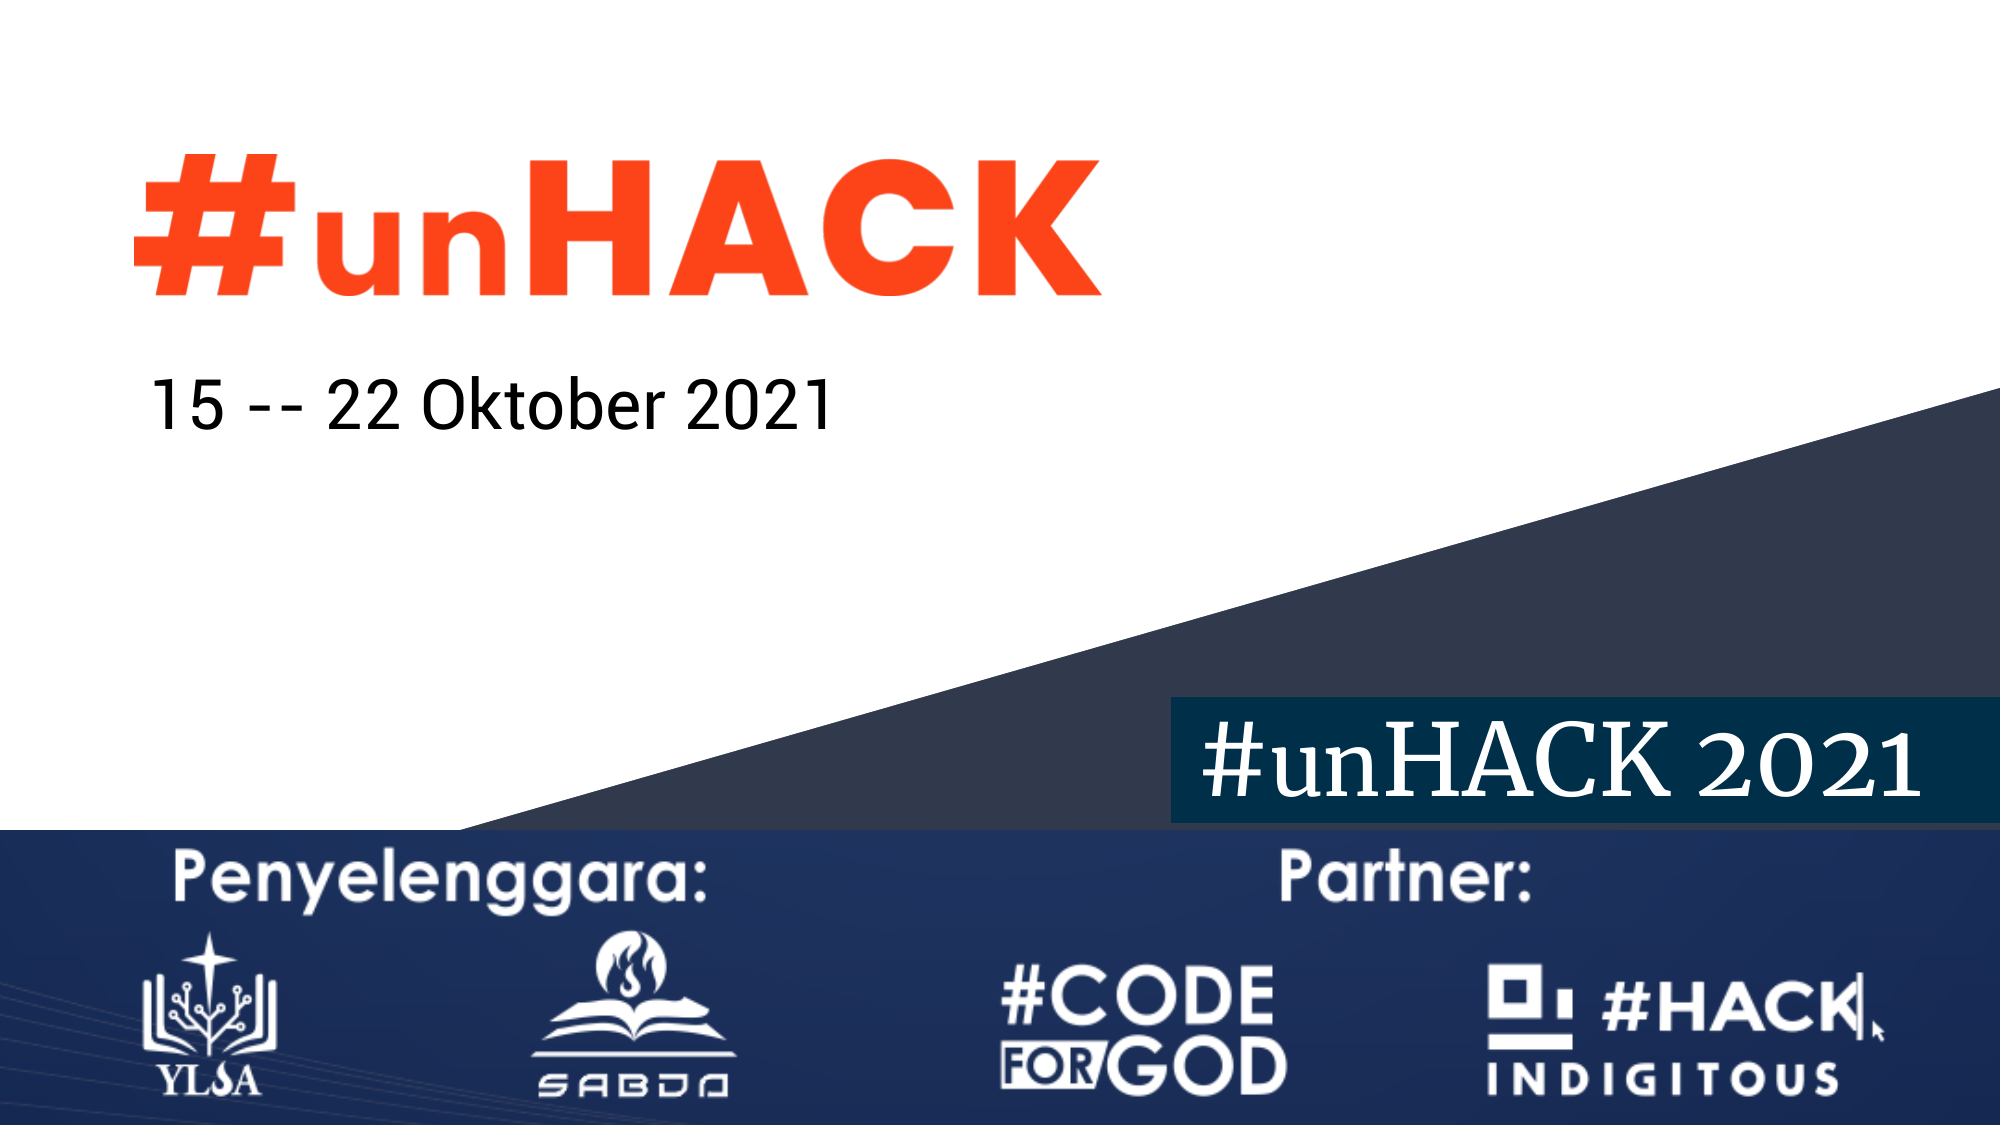 #unHACK
15 -- 22 Oktober 2021
#unHACK 2021
Penyelenggara:
Partner:
YLSA
SABDA
#CODE
FOR GOD
#HACK
INDIGITOUS